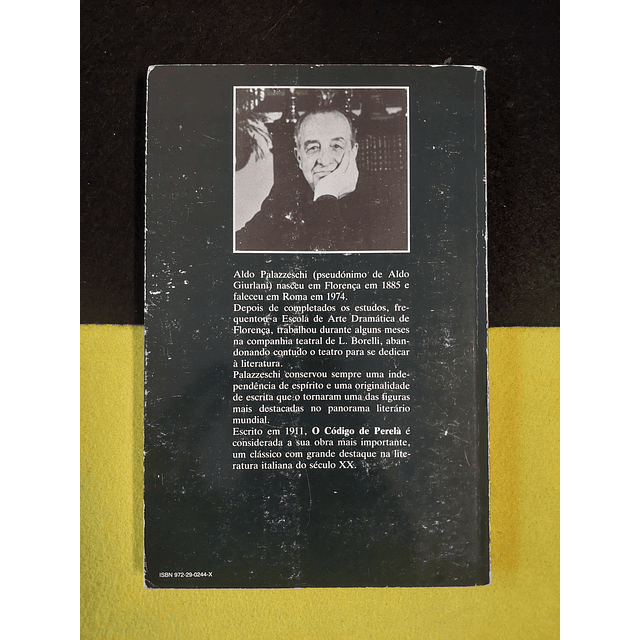 Aldo Palazzeschi (pseudónimo de Aldo
Giurlani) nasceu em Florença em 1885 e
faleceu em Roma em 1974.
Depois de completados os estudos, fre-
quentou a Escola de Arte Dramática de
Florença, trabalhou durante alguns meses
na companhia teatral de L. Borelli, aban-
donando contudo o teatro para se dedicar
à literatura.
Palazzeschi conservou sempre uma inde-
pendência de espírito e uma originalidade
de escrita que o tornaram uma das figuras
mais destacadas no panorama literário
mundial.
Escrito em 1911, O Código de Perelà é
considerada a sua obra mais importante,
um clássico com grande destaque na lite-
ratura italiana do século XX.
ISBN 972-29-0244-X